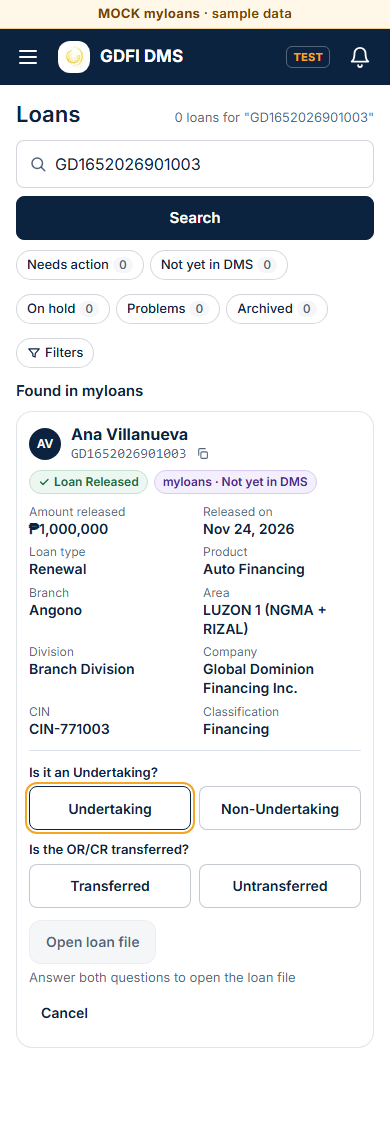 MOCK myloans · sample data
GDFI DMS
TEST
Loans
0 loans for "GD1652026901003"
GD1652026901003
Search
Needs action 0
Not yet in DMS 0
On hold 0
Problems 0
Archived 0
Filters
Found in myloans
AV
Ana Villanueva
GD1652026901003
Loan Released
myloans · Not yet in DMS
Amount released
₱1,000,000
Released on
Nov 24, 2026
Loan type
Renewal
Product
Auto Financing
Branch
Angono
Area
LUZON 1 (NGMA +
RIZAL)
Division
Branch Division
Company
Global Dominion
Financing Inc.
CIN
CIN-771003
Classification
Financing
Is it an Undertaking?
Undertaking
Non-Undertaking
Is the OR/CR transferred?
Transferred
Untransferred
Open loan file
Answer both questions to open the loan file
Cancel